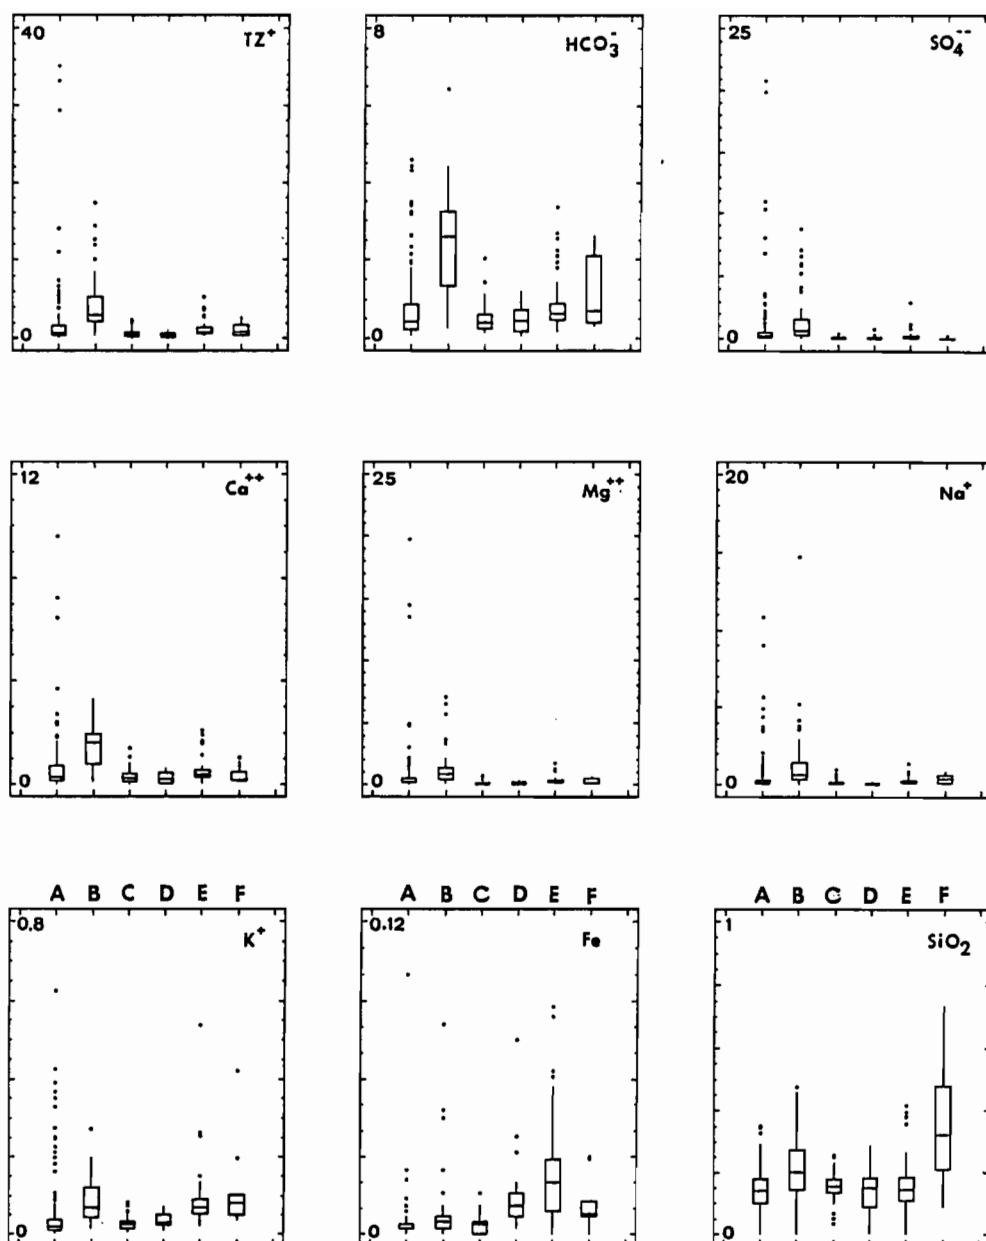 40 TZ⁺
0
8 HCO₃⁻
0
25 SO₄⁻⁻
0
12 Ca⁺⁺
0
25 Mg⁺⁺
0
20 Na⁺
0
A B C D E F
0.8 K⁺
0
A B C D E F
0.12 Fe
0
A B C D E F
1 SiO₂
0